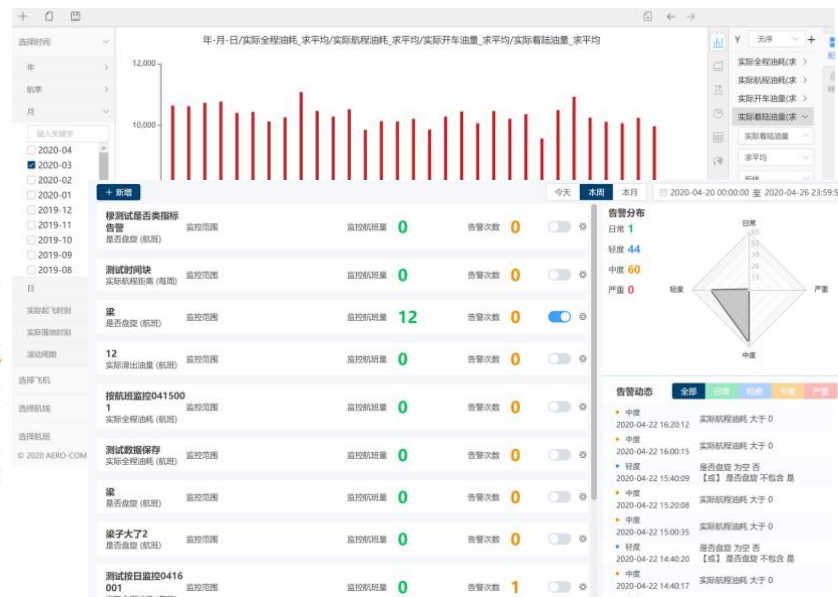 选择时间
年-月-日/实际全程油耗_求平均/实际航程油耗_求平均/实际开车油量_求平均/实际着陆油量_求平均
Y 无序
年
航季
月
输入关键字
2020-04
2020-03
2020-02
2020-01
2019-12
2019-11
2019-10
2019-09
2019-08
日
实际起飞时刻
实际落地时刻
滚动周期
选择飞机
选择航线
选择航班
© 2020 AERO-COM
12,000
10,000
实际全程油耗(求
实际航程油耗(求
实际开车油量(求
实际着陆油量(求
实际着陆油量
求平均
配
+ 新增
今天 本周 本月 2020-04-20 00:00:00 至 2020-04-26 23:59:5
穆测试是否类指标
告警
是否盘旋 (航班)
监控范围 监控航班量 0 告警次数 0
测试时间块
实际航程距离 (每周)
监控范围 监控航班量 0 告警次数 0
梁
是否盘旋 (航班)
监控范围 监控航班量 12 告警次数 0
12
实际滑出油量 (航班)
监控范围 监控航班量 0 告警次数 0
按航班监控041500
1
实际全程油耗 (航班)
监控范围 监控航班量 0 告警次数 0
测试数据保存
实际全程油耗 (航班)
监控范围 监控航班量 0 告警次数 0
梁
是否盘旋 (航班)
监控范围 监控航班量 0 告警次数 0
梁子大了2
是否盘旋 (航班)
监控范围 监控航班量 0 告警次数 0
测试按日监控0416
001
监控范围 监控航班量 0 告警次数 1
告警分布
日常 1
轻度 44
中度 60
严重 0
日常
65
52
39
26
13
轻度
严重
中度
告警动态 全部 日常 轻度 中度 严重
中度
2020-04-22 16:20:12
实际航程油耗 大于 0
中度
2020-04-22 16:00:15
实际航程油耗 大于 0
轻度
2020-04-22 15:40:09
是否盘旋 为空 否
【或】是否盘旋 不包含 是
中度
2020-04-22 15:20:08
实际航程油耗 大于 0
中度
2020-04-22 15:00:35
实际航程油耗 大于 0
轻度
2020-04-22 14:40:20
是否盘旋 为空 否
【或】是否盘旋 不包含 是
中度
2020-04-22 14:40:17
实际航程油耗 大于 0